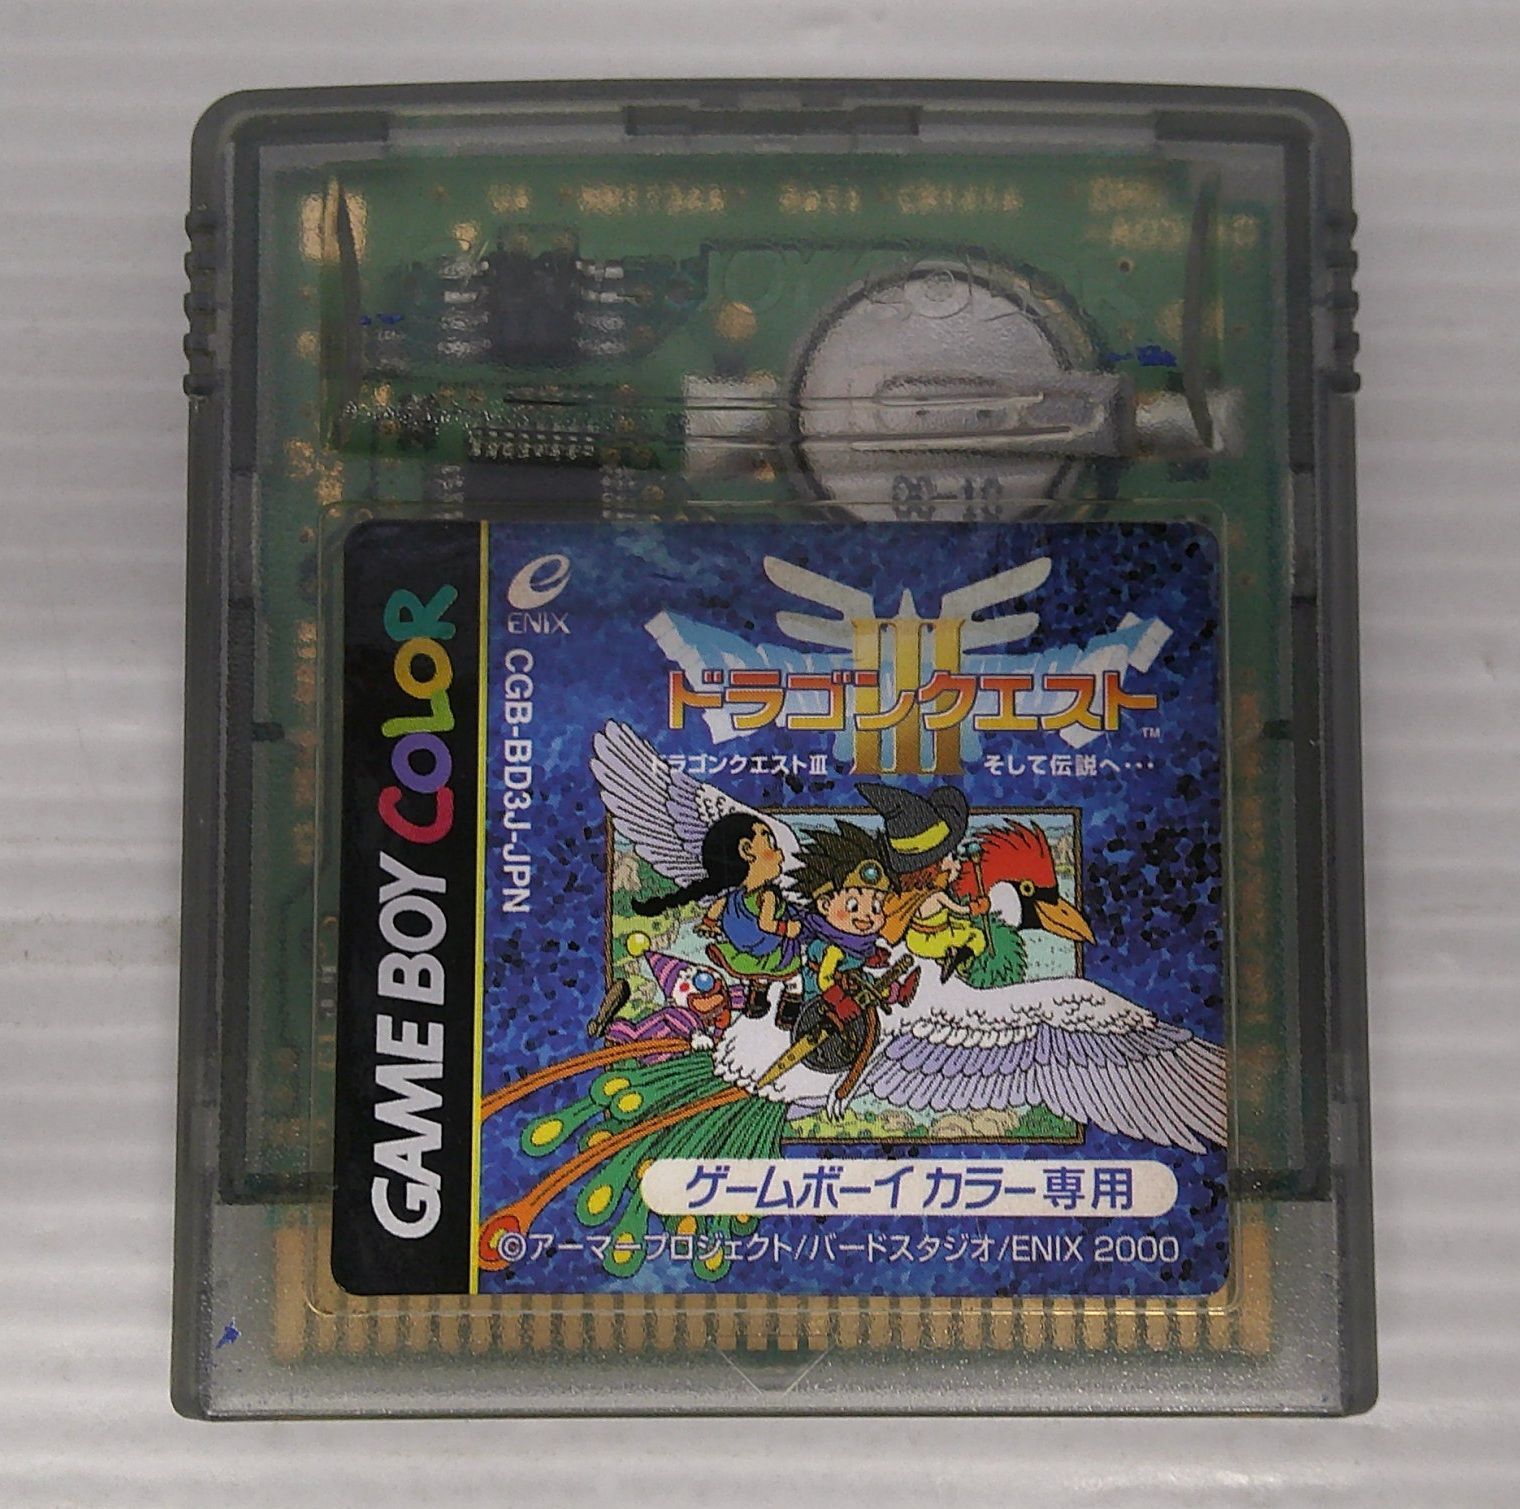 GAME BOY COLOR
ENIX
CGB-BD3J-JPN
III
ドラゴンクエスト
TM
ドラゴンクエストIII そして伝説へ…
ゲームボーイカラー専用
©アーマープロジェクト/バードスタジオ/ENIX 2000